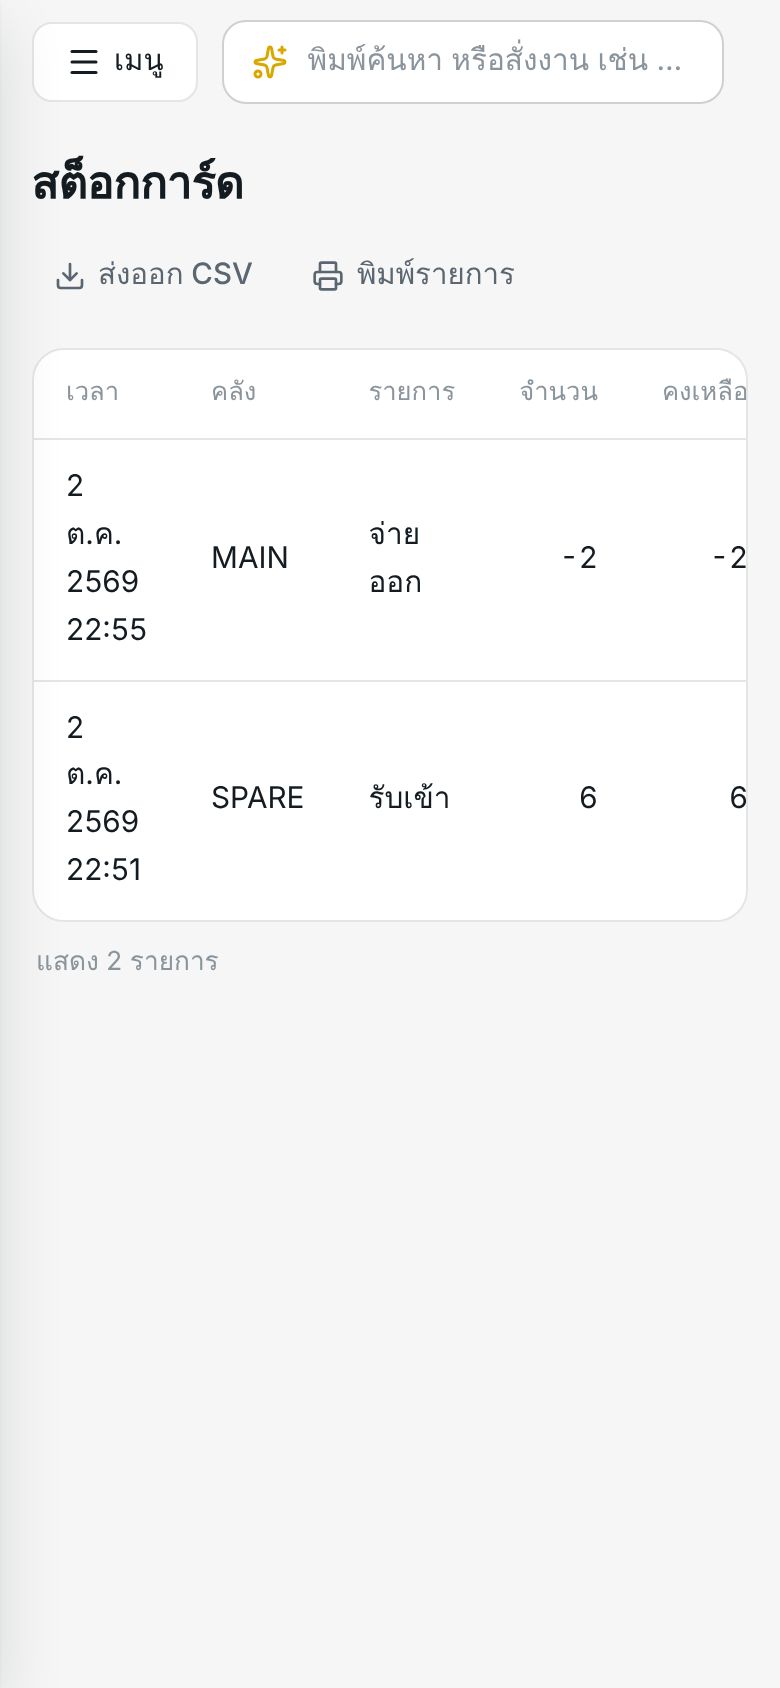 เมนู
พิมพ์ค้นหา หรือสั่งงาน เช่น ...
สต็อกการ์ด
ส่งออก CSV
พิมพ์รายการ
เวลา คลัง รายการ จำนวน คงเหลือ
2
ต.ค.
2569
22:55
MAIN
จ่าย
ออก
-2
-2
2
ต.ค.
2569
22:51
SPARE
รับเข้า
6
6
แสดง 2 รายการ